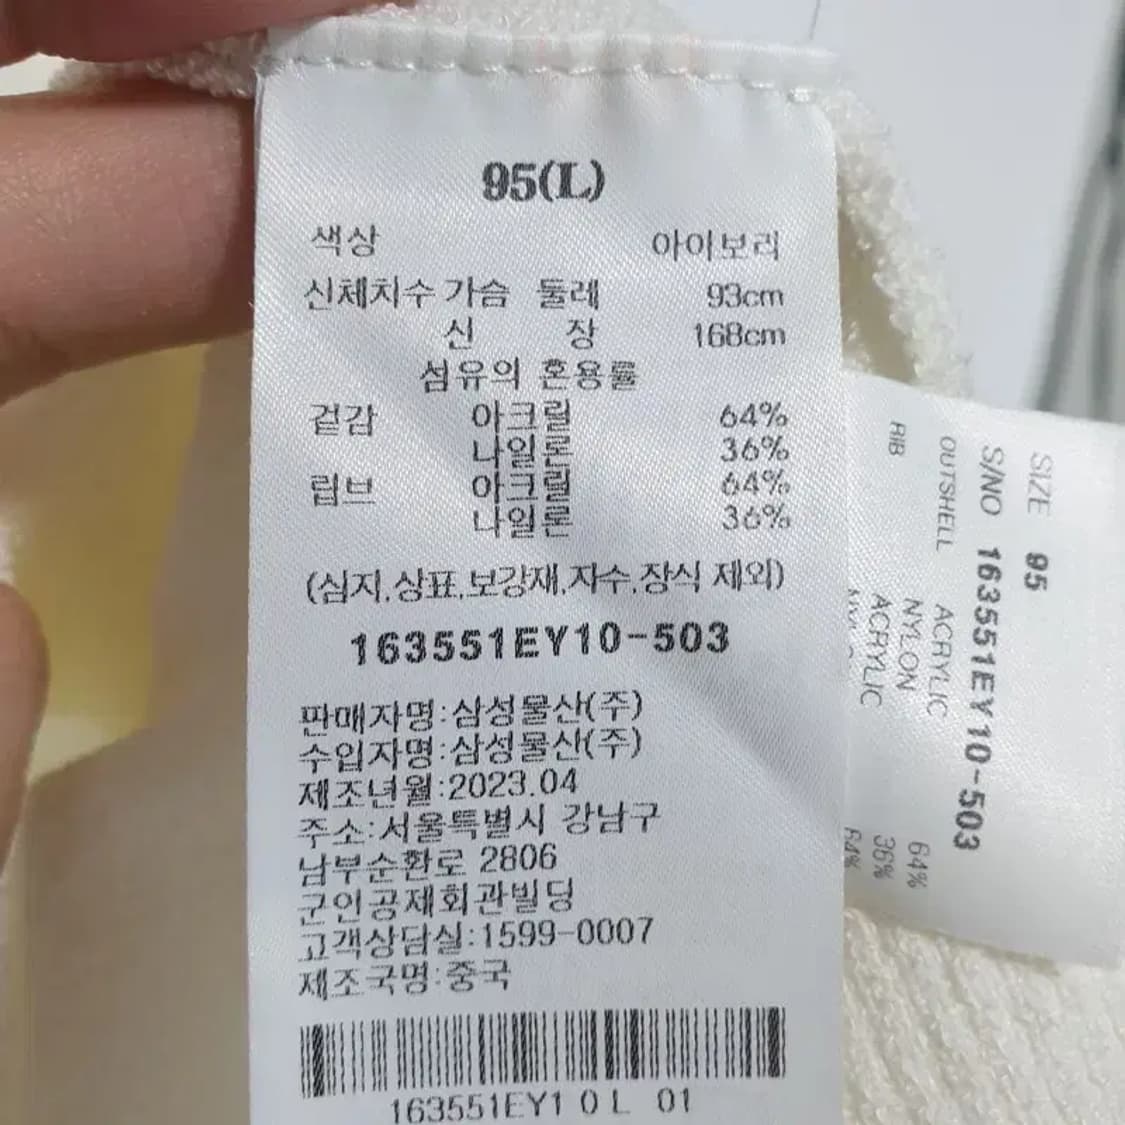 95(L)
색상 아이보리
신체치수 가슴 둘레 93cm
신 장 168cm
섬유의 혼용률
겉감 아크릴 64%
나일론 36%
립브 아크릴 64%
나일론 36%
(심지,상표,보강재,자수,장식 제외)
163551EY10-503
판매자명:삼성물산(주)
수입자명:삼성물산(주)
제조년월:2023.04
주소:서울특별시 강남구
남부순환로 2806
군인공제회관빌딩
고객상담실:1599-0007
제조국명:중국
163551EY1 0 L 01
SIZE 95
S/NO 163551EY10-503
OUTSHELL ACRYLIC 64%
NYLON 36%
RIB ACRYLIC 64%